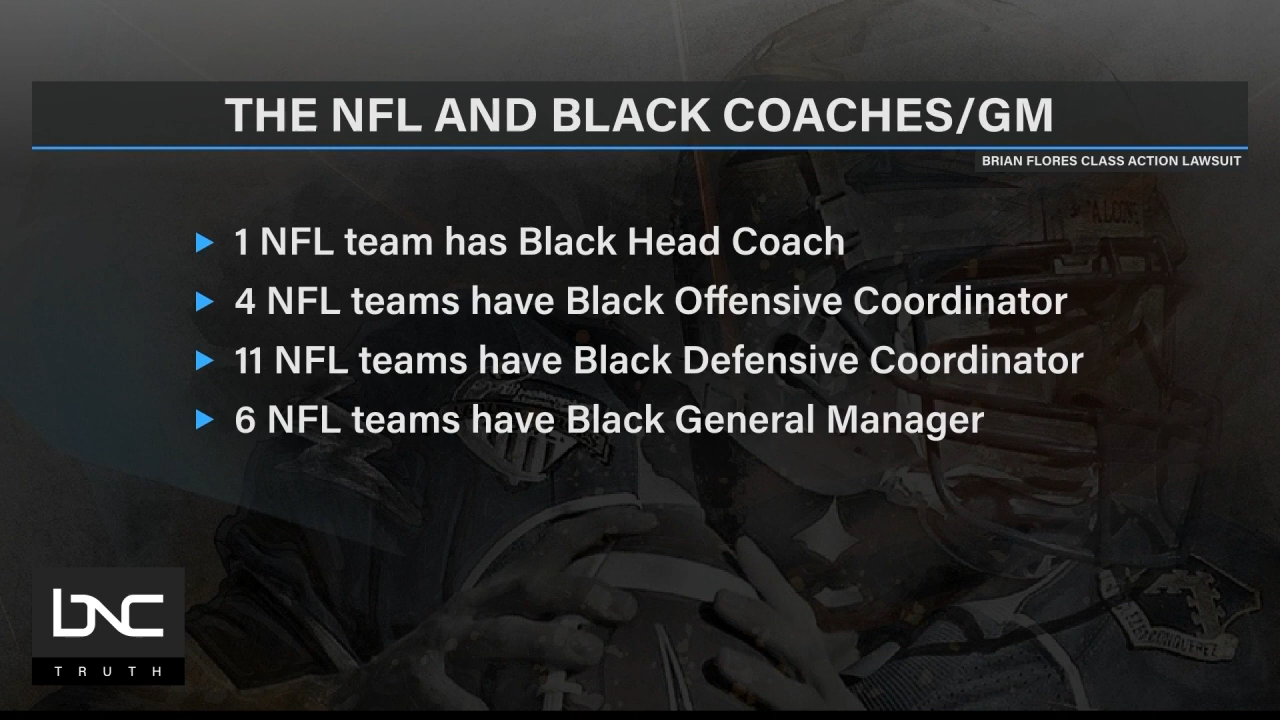 THE NFL AND BLACK COACHES/GM
BRIAN FLORES CLASS ACTION LAWSUIT
1 NFL team has Black Head Coach
4 NFL teams have Black Offensive Coordinator
11 NFL teams have Black Defensive Coordinator
6 NFL teams have Black General Manager
bnc
TRUTH